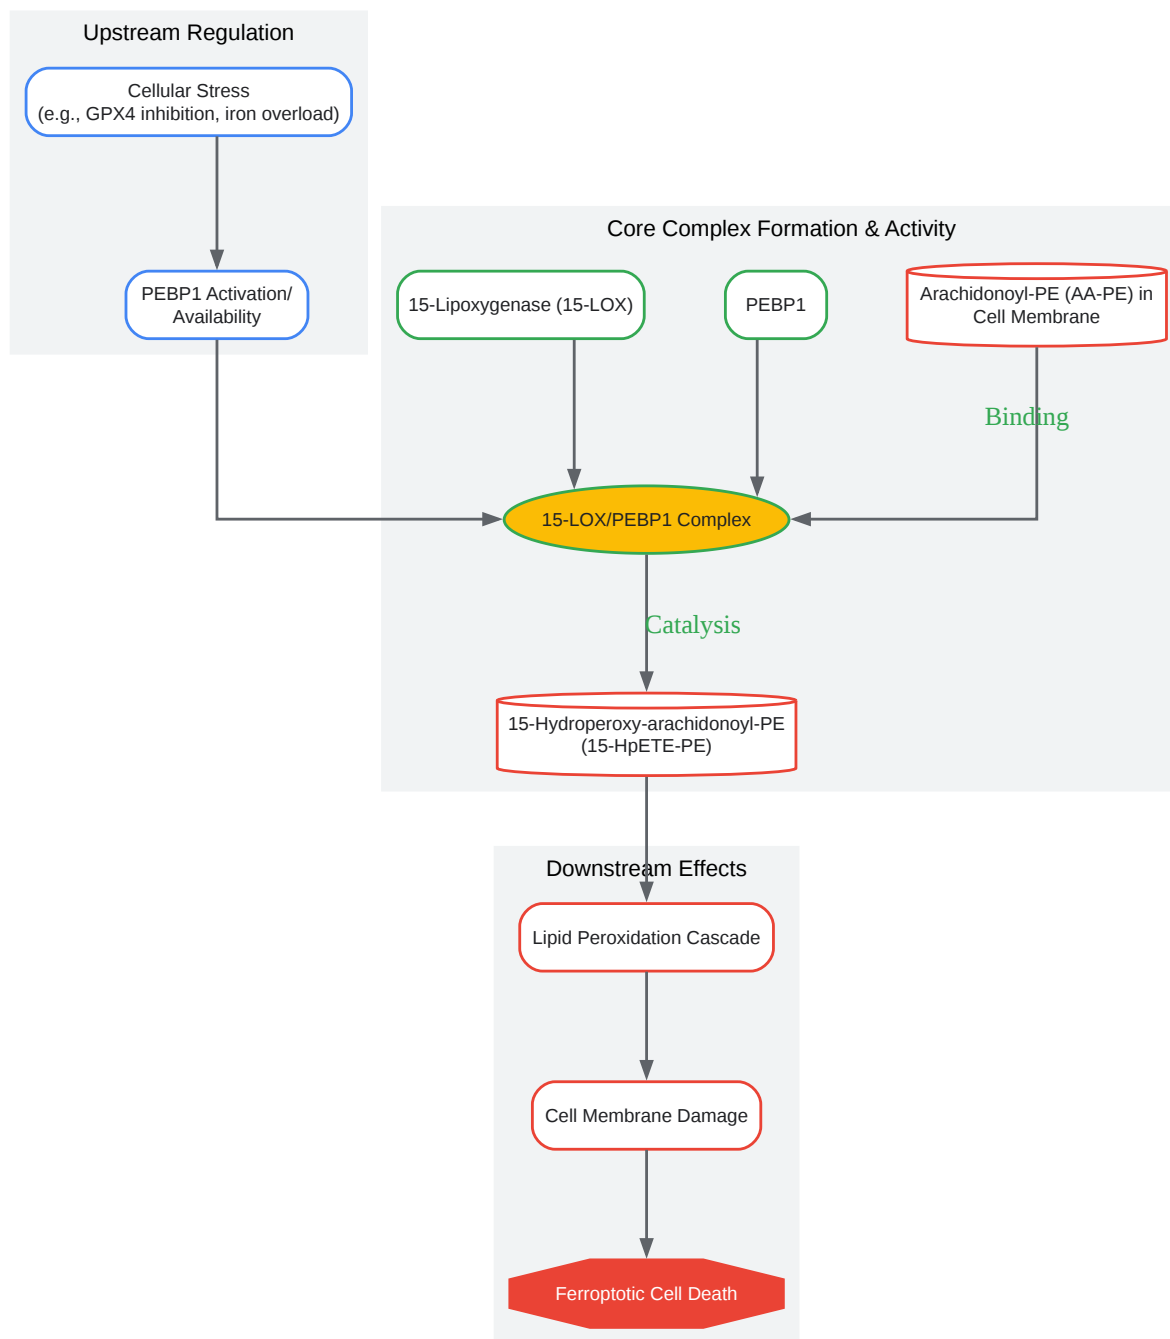 Upstream Regulation
Cellular Stress
(e.g., GPX4 inhibition, iron overload)
PEBP1 Activation/
Availability
Core Complex Formation & Activity
15-Lipoxygenase (15-LOX)
PEBP1
Arachidonoyl-PE (AA-PE) in
Cell Membrane
Binding
15-LOX/PEBP1 Complex
Catalysis
15-Hydroperoxy-arachidonoyl-PE
(15-HpETE-PE)
Downstream Effects
Lipid Peroxidation Cascade
Cell Membrane Damage
Ferroptotic Cell Death